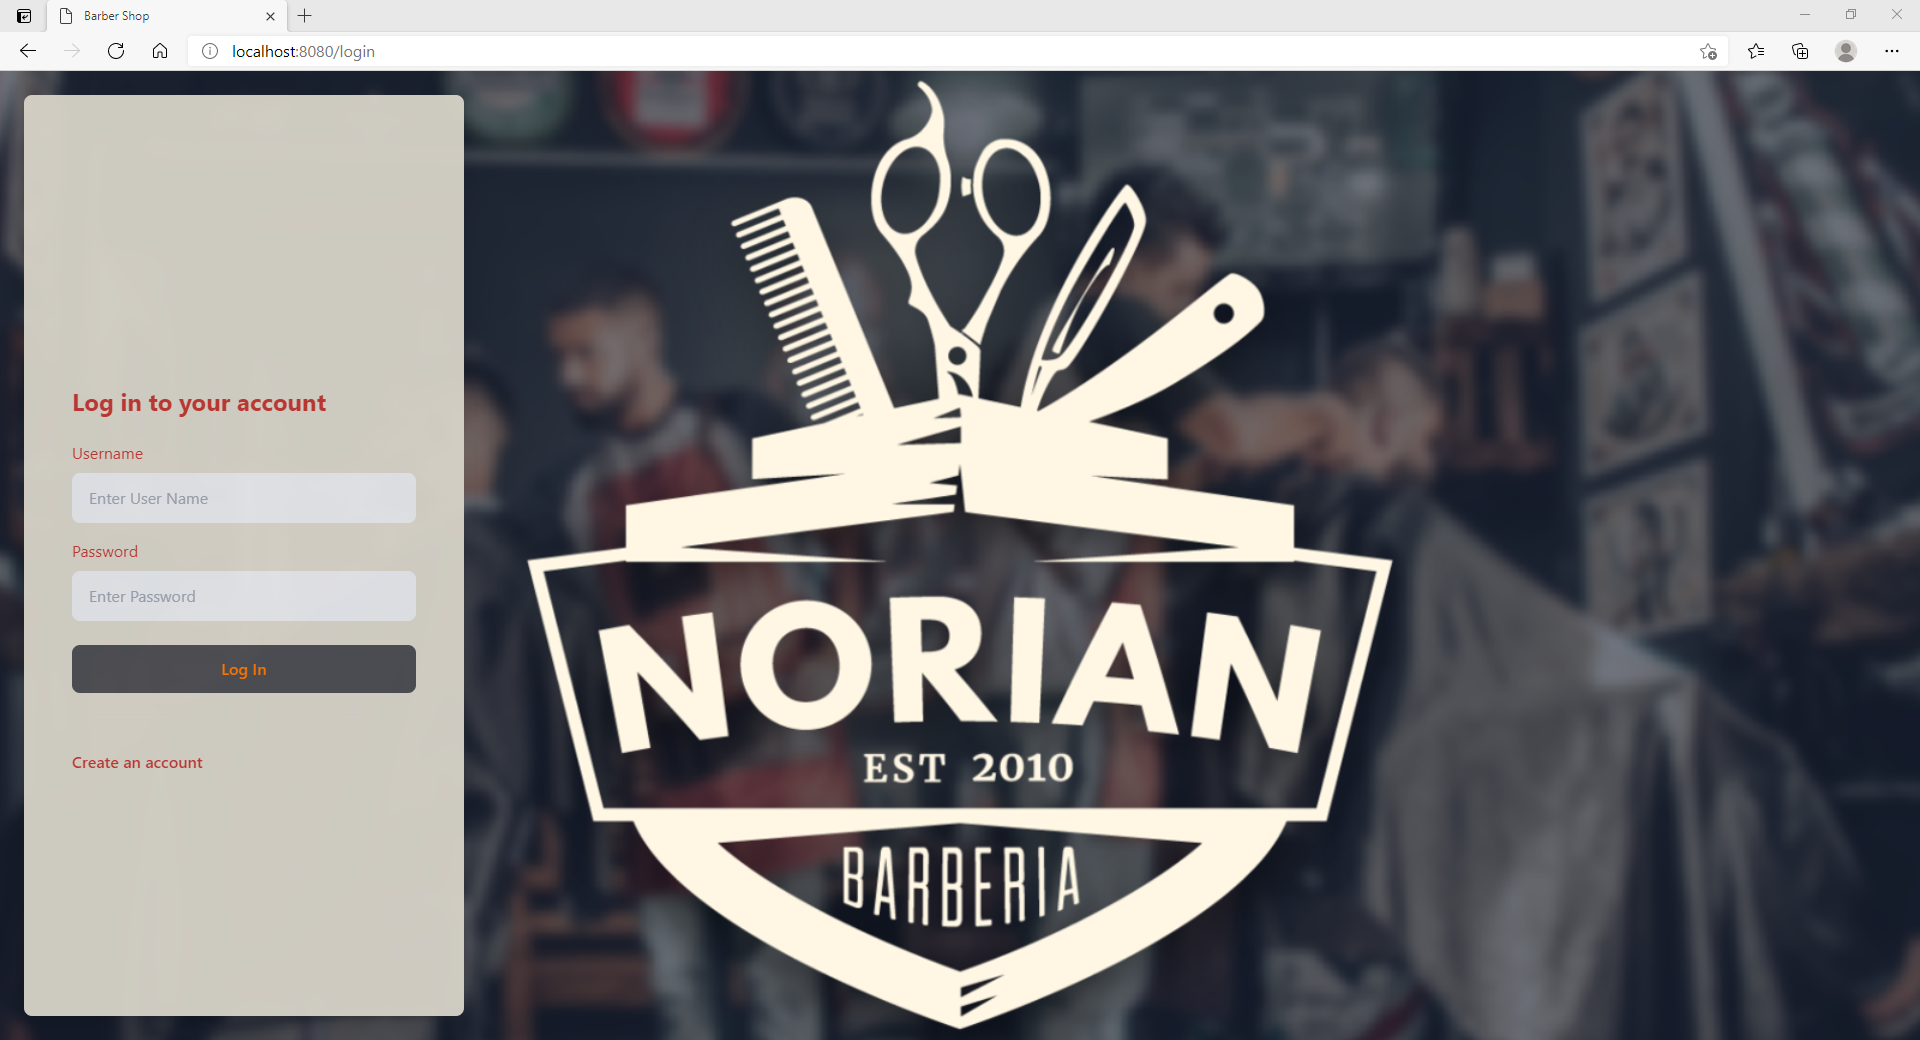 Barber Shop
localhost:8080/login
Log in to your account
Username
Enter User Name
Password
Enter Password
Log In
Create an account
NORIAN
EST 2010
BARBERIA